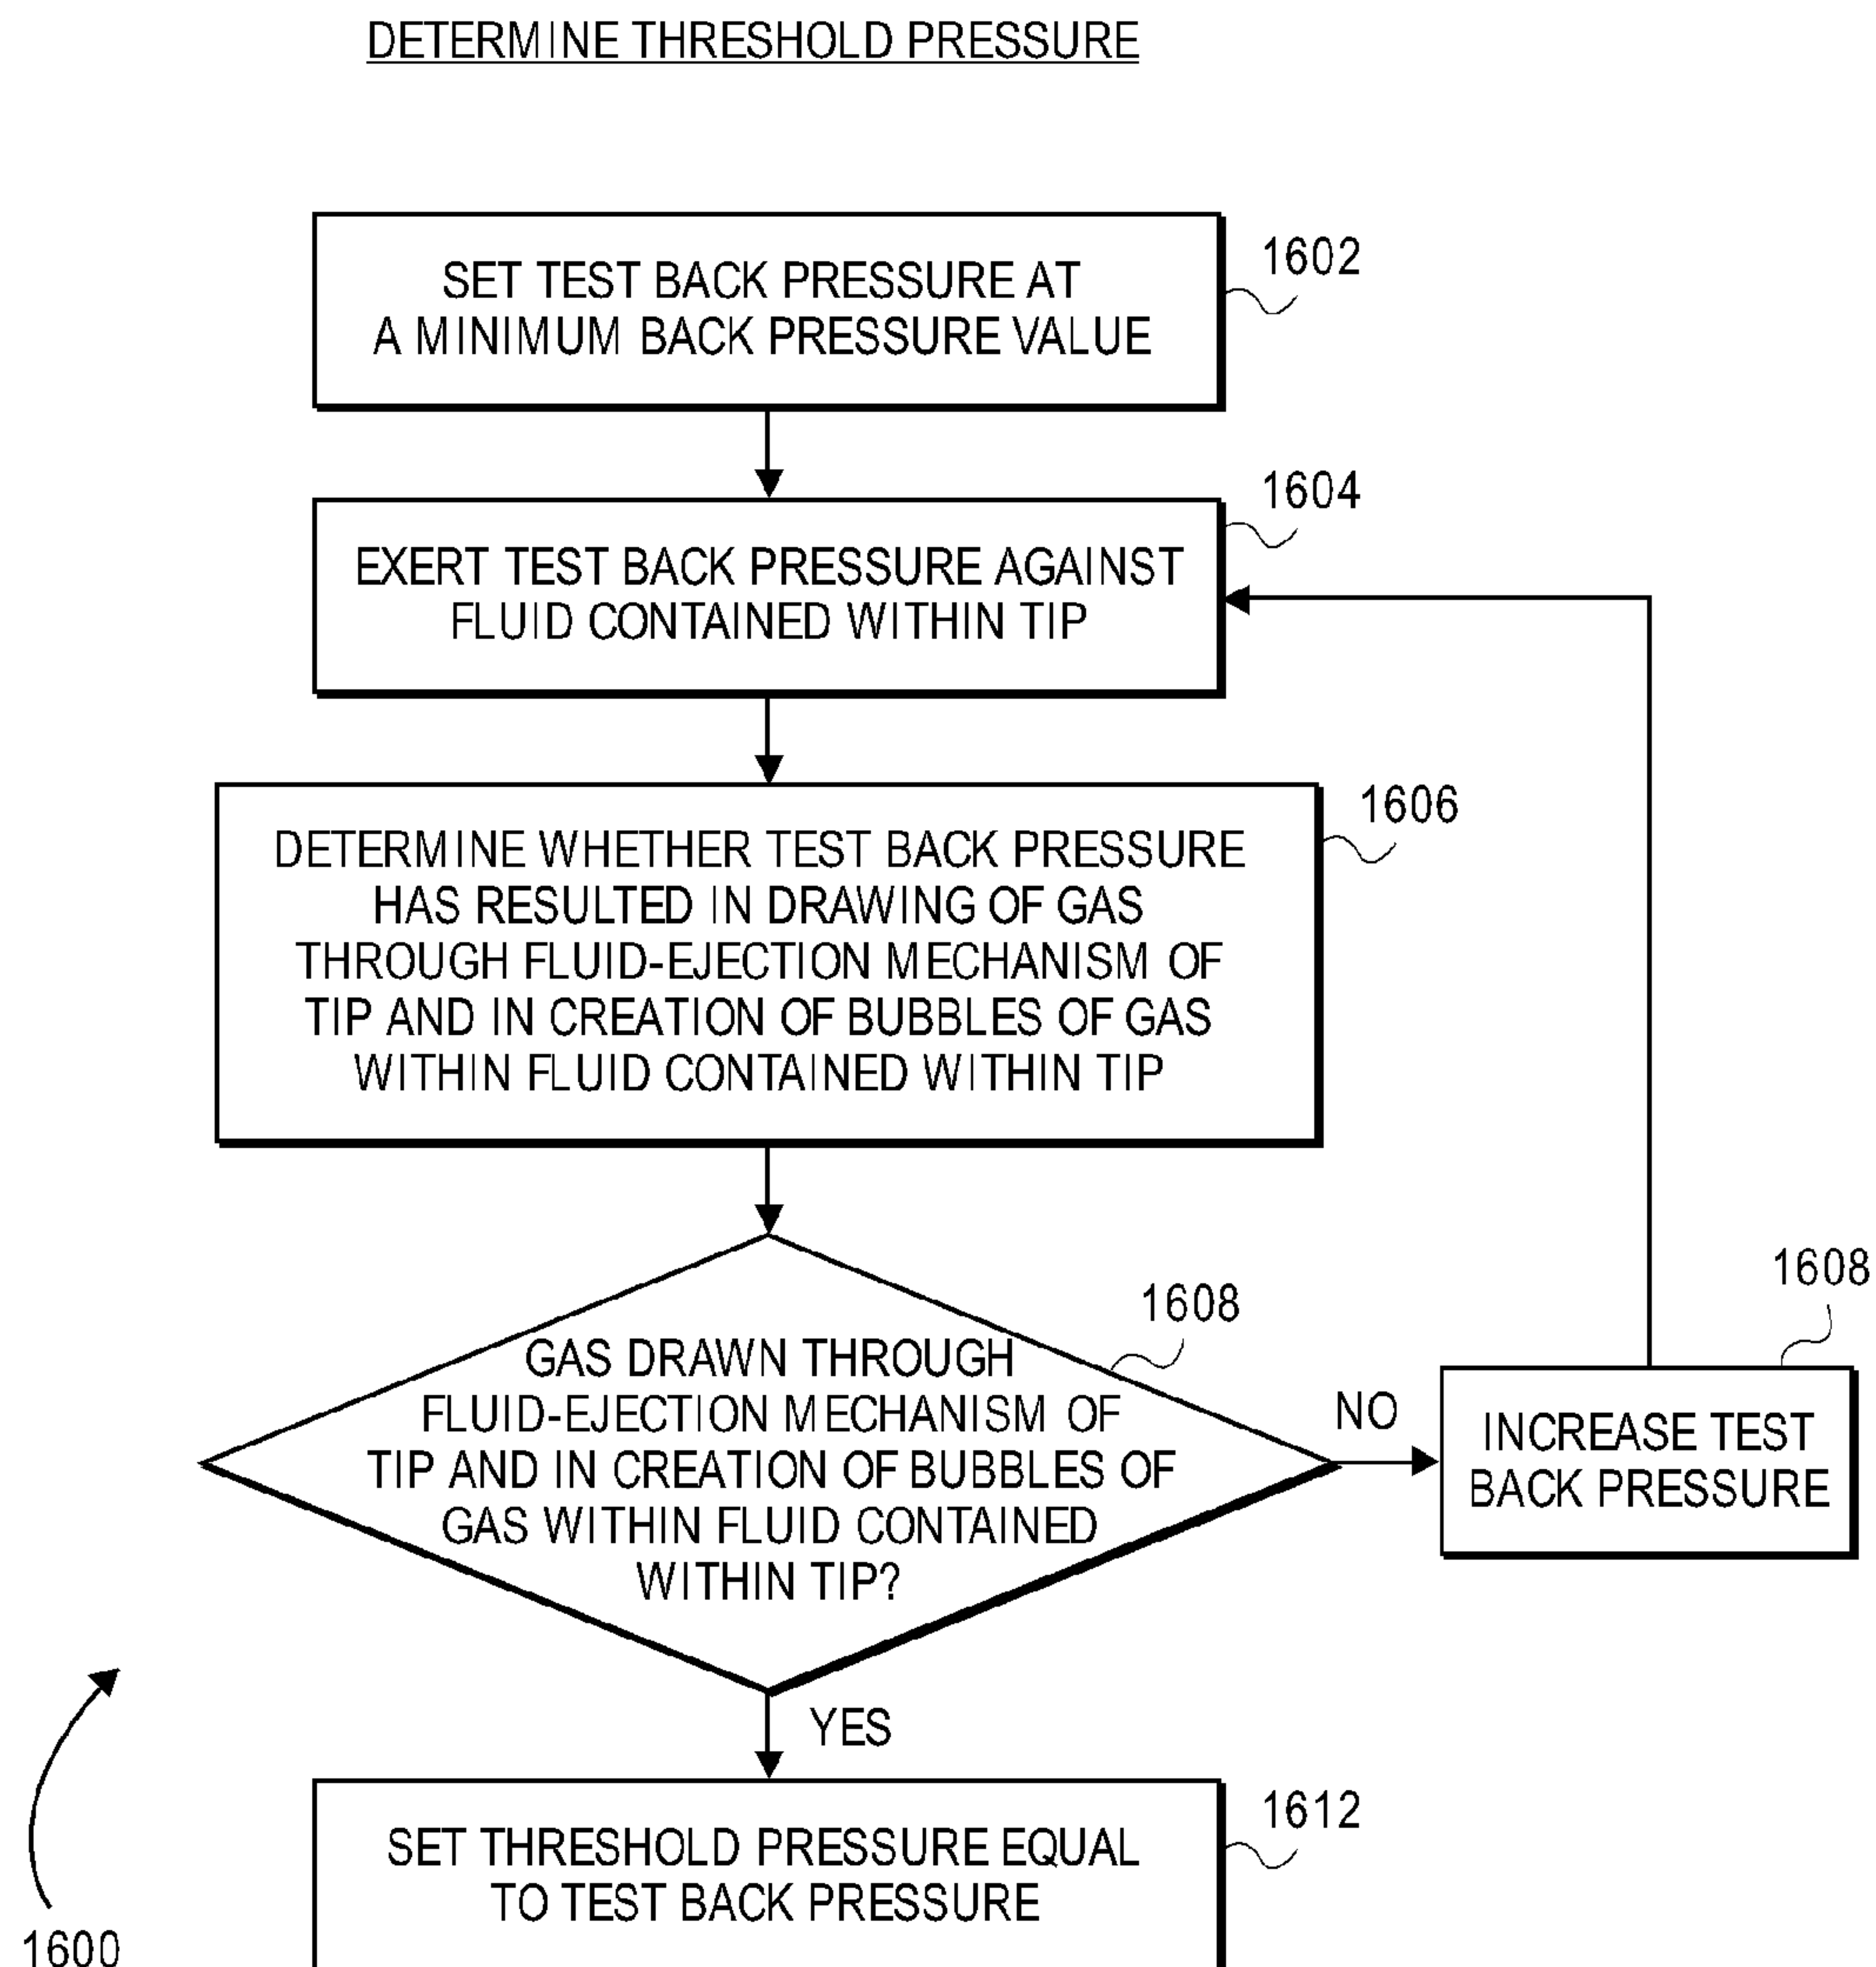 DETERMINE THRESHOLD PRESSURE
SET TEST BACK PRESSURE AT
A MINIMUM BACK PRESSURE VALUE
1602
EXERT TEST BACK PRESSURE AGAINST
FLUID CONTAINED WITHIN TIP
1604
DETERMINE WHETHER TEST BACK PRESSURE
HAS RESULTED IN DRAWING OF GAS
THROUGH FLUID-EJECTION MECHANISM OF
TIP AND IN CREATION OF BUBBLES OF GAS
WITHIN FLUID CONTAINED WITHIN TIP
1606
GAS DRAWN THROUGH
FLUID-EJECTION MECHANISM OF
TIP AND IN CREATION OF BUBBLES OF
GAS WITHIN FLUID CONTAINED
WITHIN TIP?
1608
NO
INCREASE TEST
BACK PRESSURE
1608
YES
SET THRESHOLD PRESSURE EQUAL
TO TEST BACK PRESSURE
1612
1600